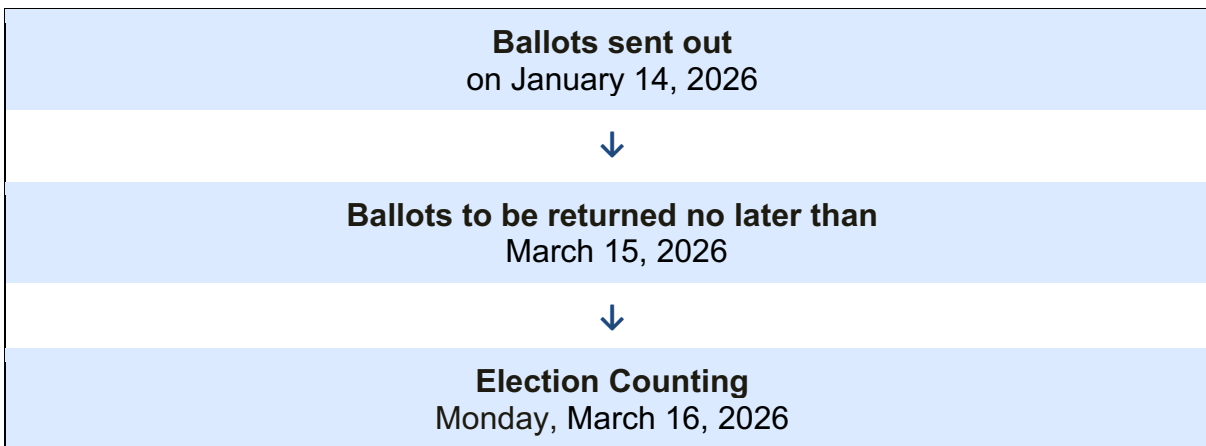 Ballots sent out
on January 14, 2026
↓
Ballots to be returned no later than
March 15, 2026
↓
Election Counting
Monday, March 16, 2026